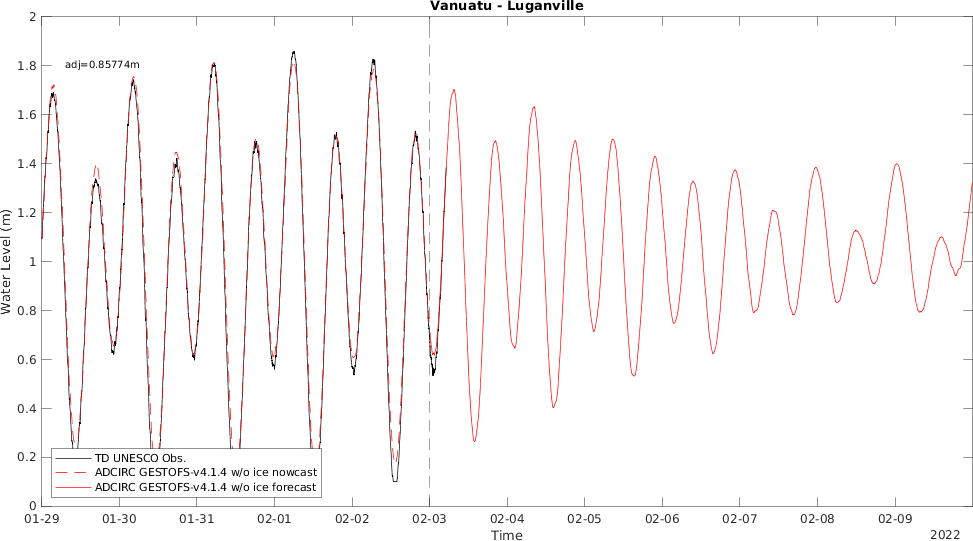 Vanuatu - Luganville
2
1.8
1.6
1.4
1.2
1
0.8
0.6
0.4
0.2
0
Water Level (m)
adj=0.85774m
TD UNESCO Obs.
ADCIRC GESTOFS-v4.1.4 w/o ice nowcast
ADCIRC GESTOFS-v4.1.4 w/o ice forecast
01-29 01-30 01-31 02-01 02-02 02-03 02-04 02-05 02-06 02-07 02-08 02-09
Time
2022